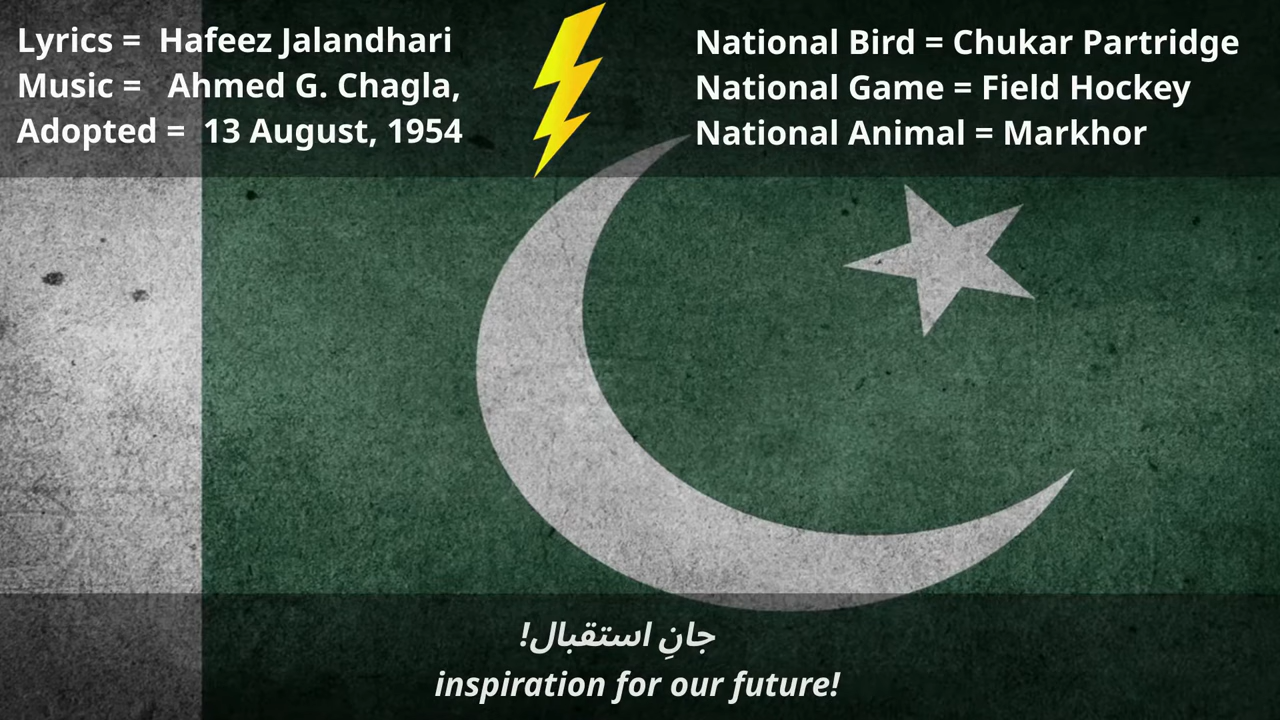 Lyrics = Hafeez Jalandhari
Music = Ahmed G. Chagla,
Adopted = 13 August, 1954
National Bird = Chukar Partridge
National Game = Field Hockey
National Animal = Markhor
جانِ استقبال!
inspiration for our future!